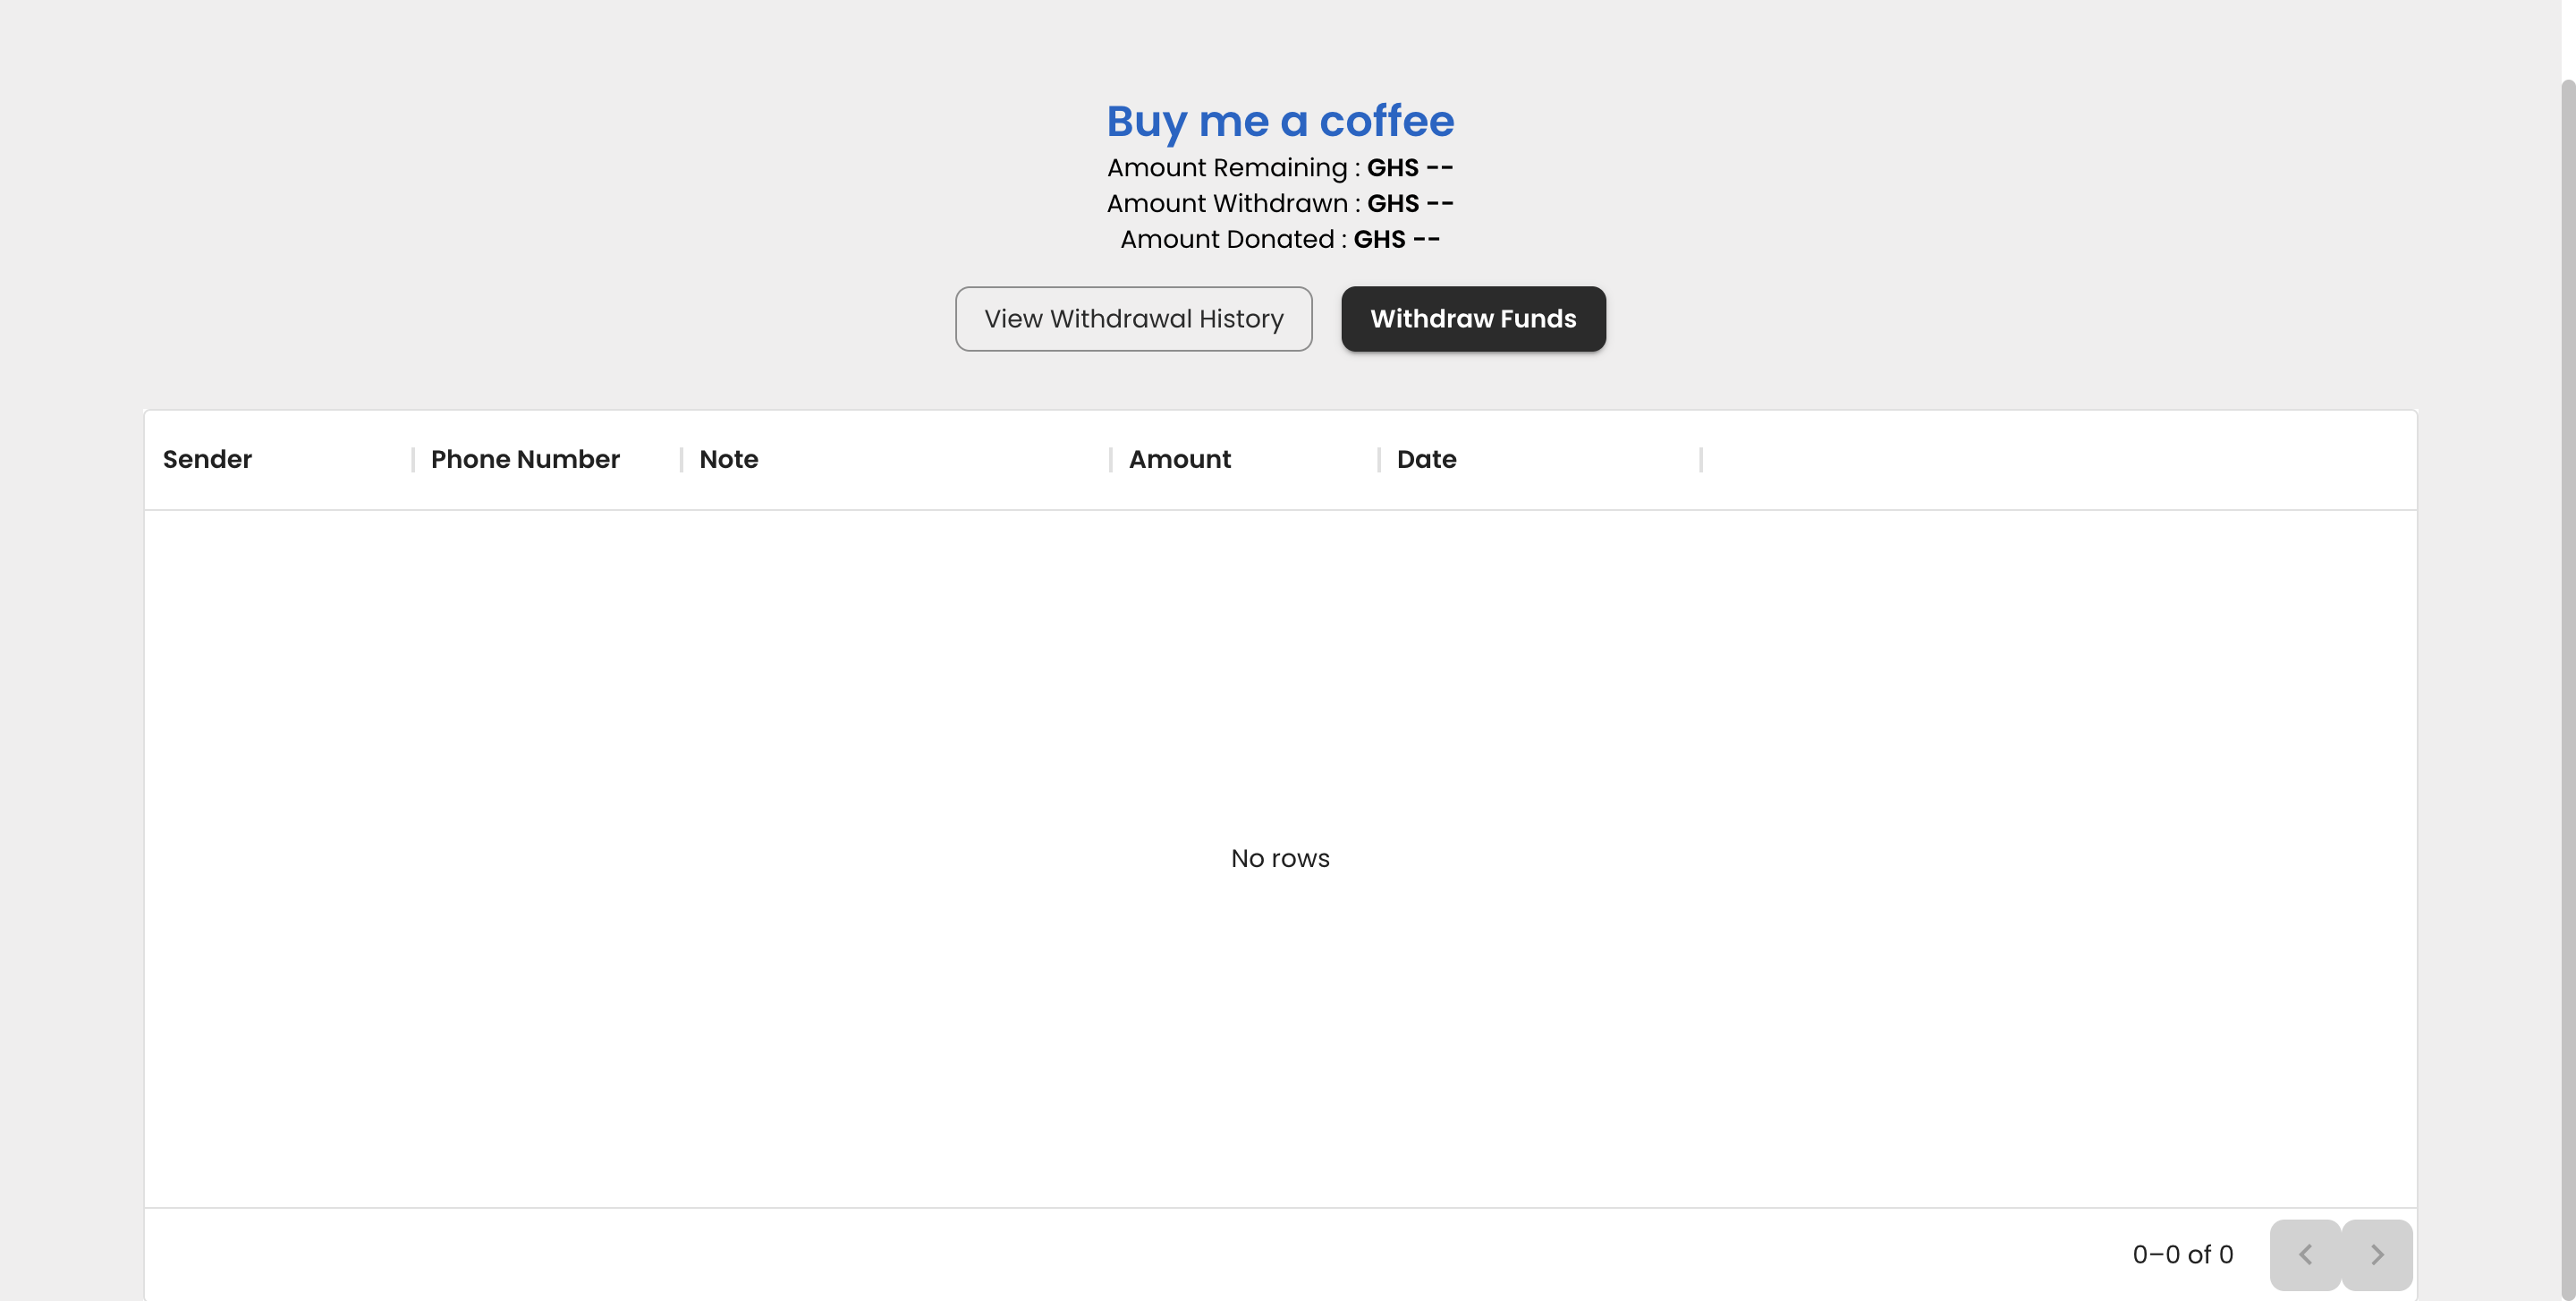 Buy me a coffee
Amount Remaining : GHS --
Amount Withdrawn : GHS --
Amount Donated : GHS --
View Withdrawal History Withdraw Funds
Sender Phone Number Note Amount Date
No rows
0–0 of 0